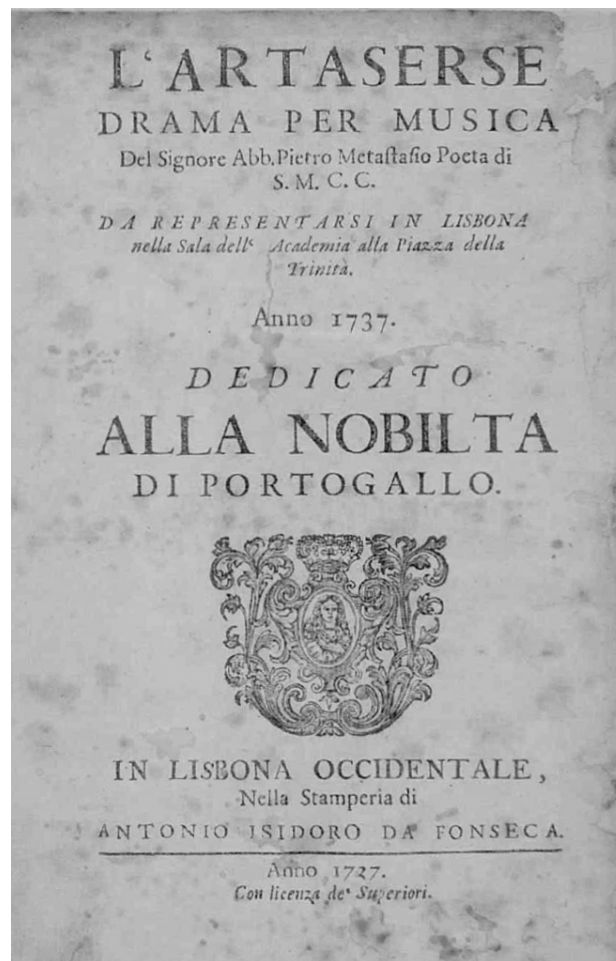 L'ARTASERSE
DRAMA PER MUSICA
Del Signore Abb. Pietro Metaſtaſio Poeta di
S. M. C. C.
DA REPRESENTARSI IN LISBONA
nella Sala dell' Academia alla Piazza della
Trinità.
Anno 1737.
DEDICATO
ALLA NOBILTA
DI PORTOGALLO.
IN LISBONA OCCIDENTALE,
Nella Stamperia di
ANTONIO ISIDORO DA FONSECA.
Anno 1737.
Con licenza de' Superiori.